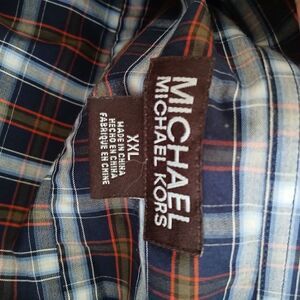 MICHAEL
MICHAEL KORS
XXL
MADE IN CHINA
HECHO EN CHINA
FABRIQUÉ EN CHINE